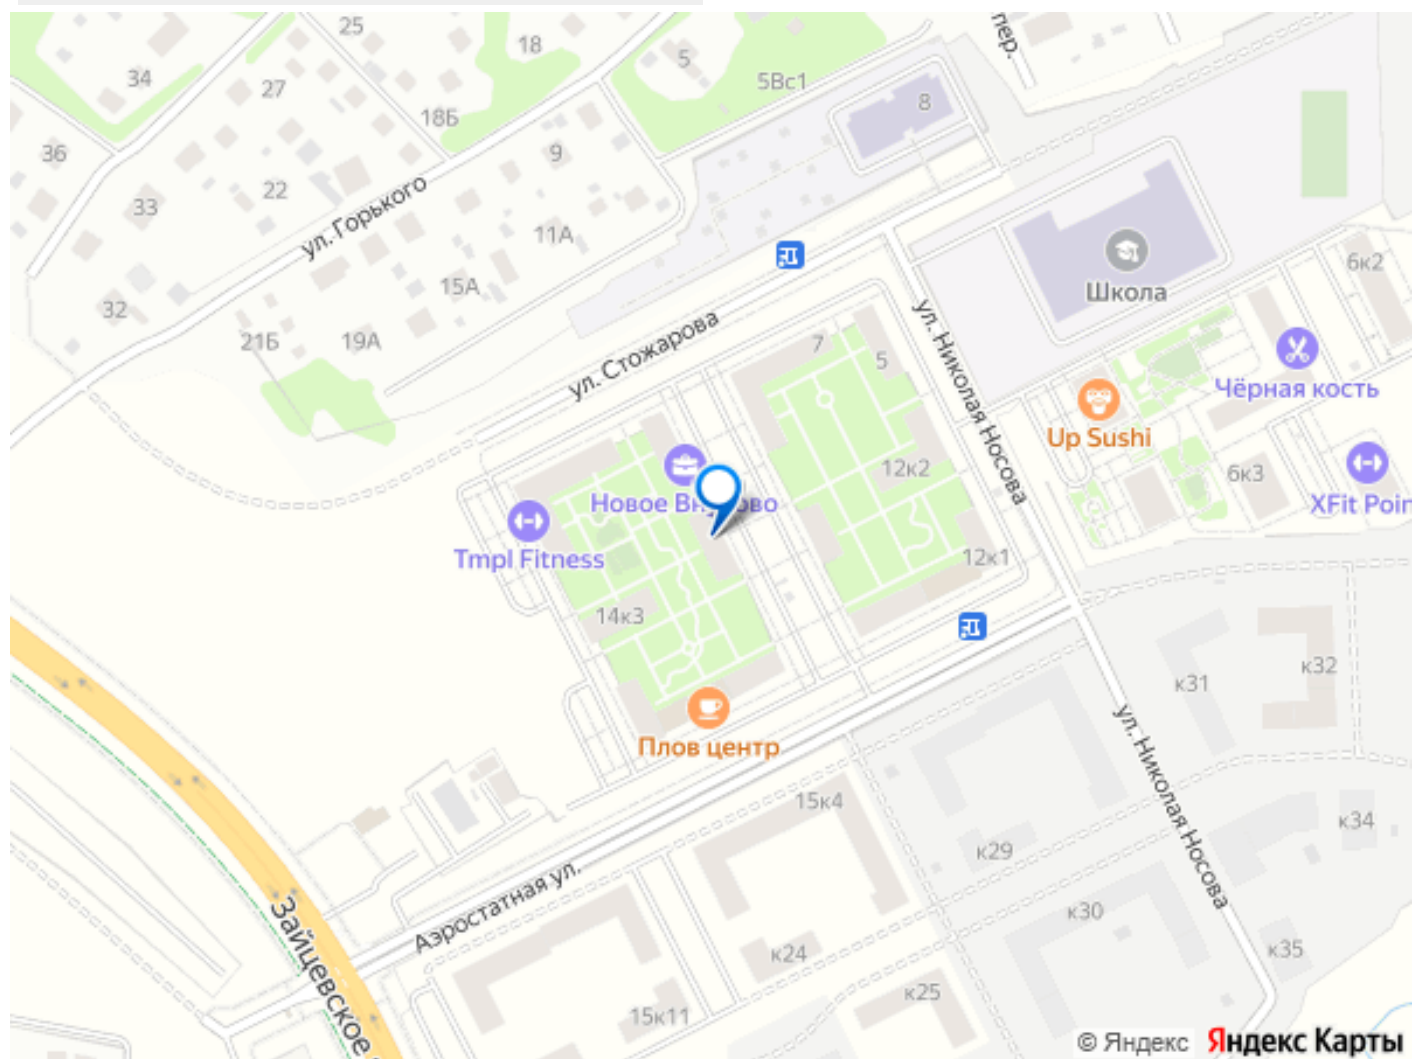 25
18
5
пер.
34
27
5Вс1
8
18Б
36
9
22
33
ул. Горького
11А
6к2
15А
Школа
32
21Б
19А
ул. Стожарова
7
5
ул. Николая Носова
Чёрная кость
Up Sushi
12к2
6к3
Новое Вн
ово
XFit Poin
Tmpl Fitness
12к1
14к3
к32
к31
Плов центр
ул. Николая Носова
15к4
к34
к29
Аэростатная ул.
к30
Зайцевское
к24
к35
к25
15к11
© Яндекс Яндекс Карты